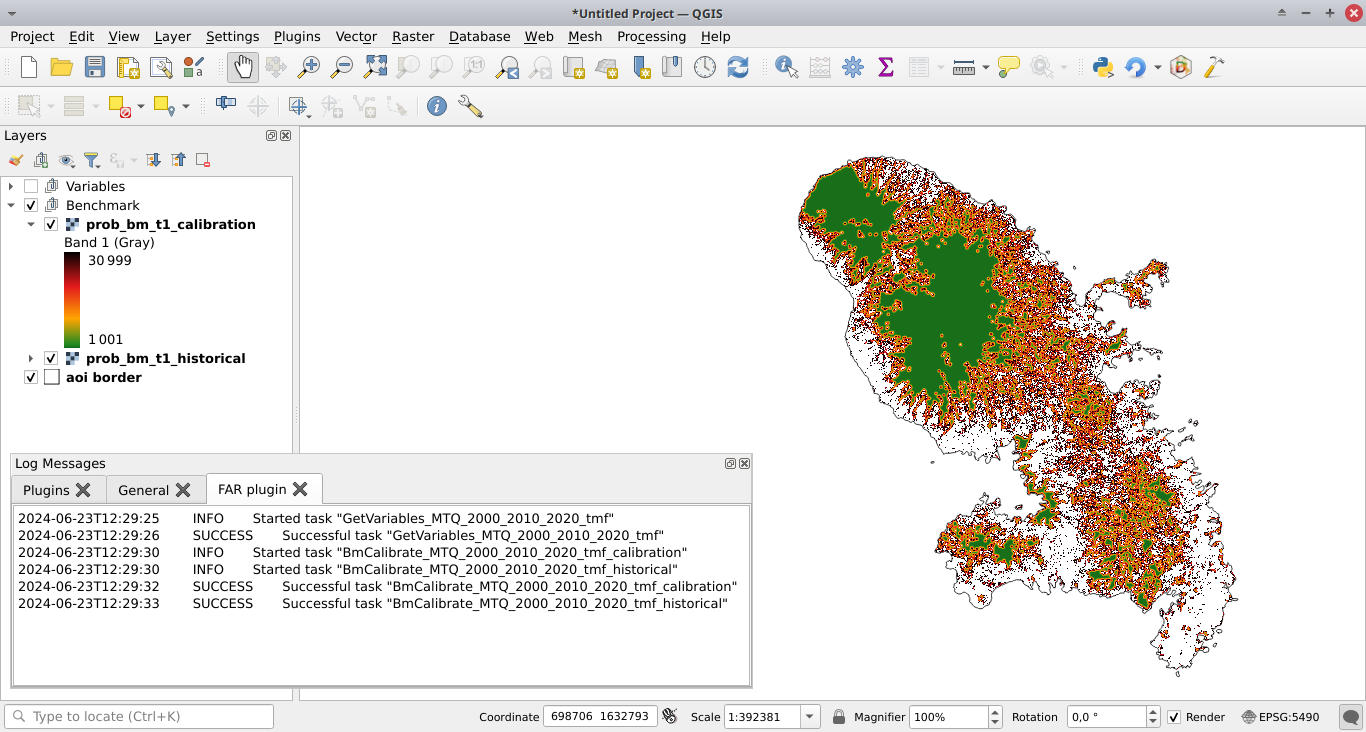 *Untitled Project — QGIS
Project Edit View Layer Settings Plugins Vector Raster Database Web Mesh Processing Help
Layers
Variables
Benchmark
prob_bm_t1_calibration
Band 1 (Gray)
30 999
1 001
prob_bm_t1_historical
aoi border
Log Messages
Plugins General FAR plugin
2024-06-23T12:29:25 INFO Started task "GetVariables_MTQ_2000_2010_2020_tmf"
2024-06-23T12:29:26 SUCCESS Successful task "GetVariables_MTQ_2000_2010_2020_tmf"
2024-06-23T12:29:30 INFO Started task "BmCalibrate_MTQ_2000_2010_2020_tmf_calibration"
2024-06-23T12:29:30 INFO Started task "BmCalibrate_MTQ_2000_2010_2020_tmf_historical"
2024-06-23T12:29:32 SUCCESS Successful task "BmCalibrate_MTQ_2000_2010_2020_tmf_calibration"
2024-06-23T12:29:33 SUCCESS Successful task "BmCalibrate_MTQ_2000_2010_2020_tmf_historical"
Type to locate (Ctrl+K) Coordinate 698706 1632793 Scale 1:392381 Magnifier 100% Rotation 0,0 ° Render EPSG:5490